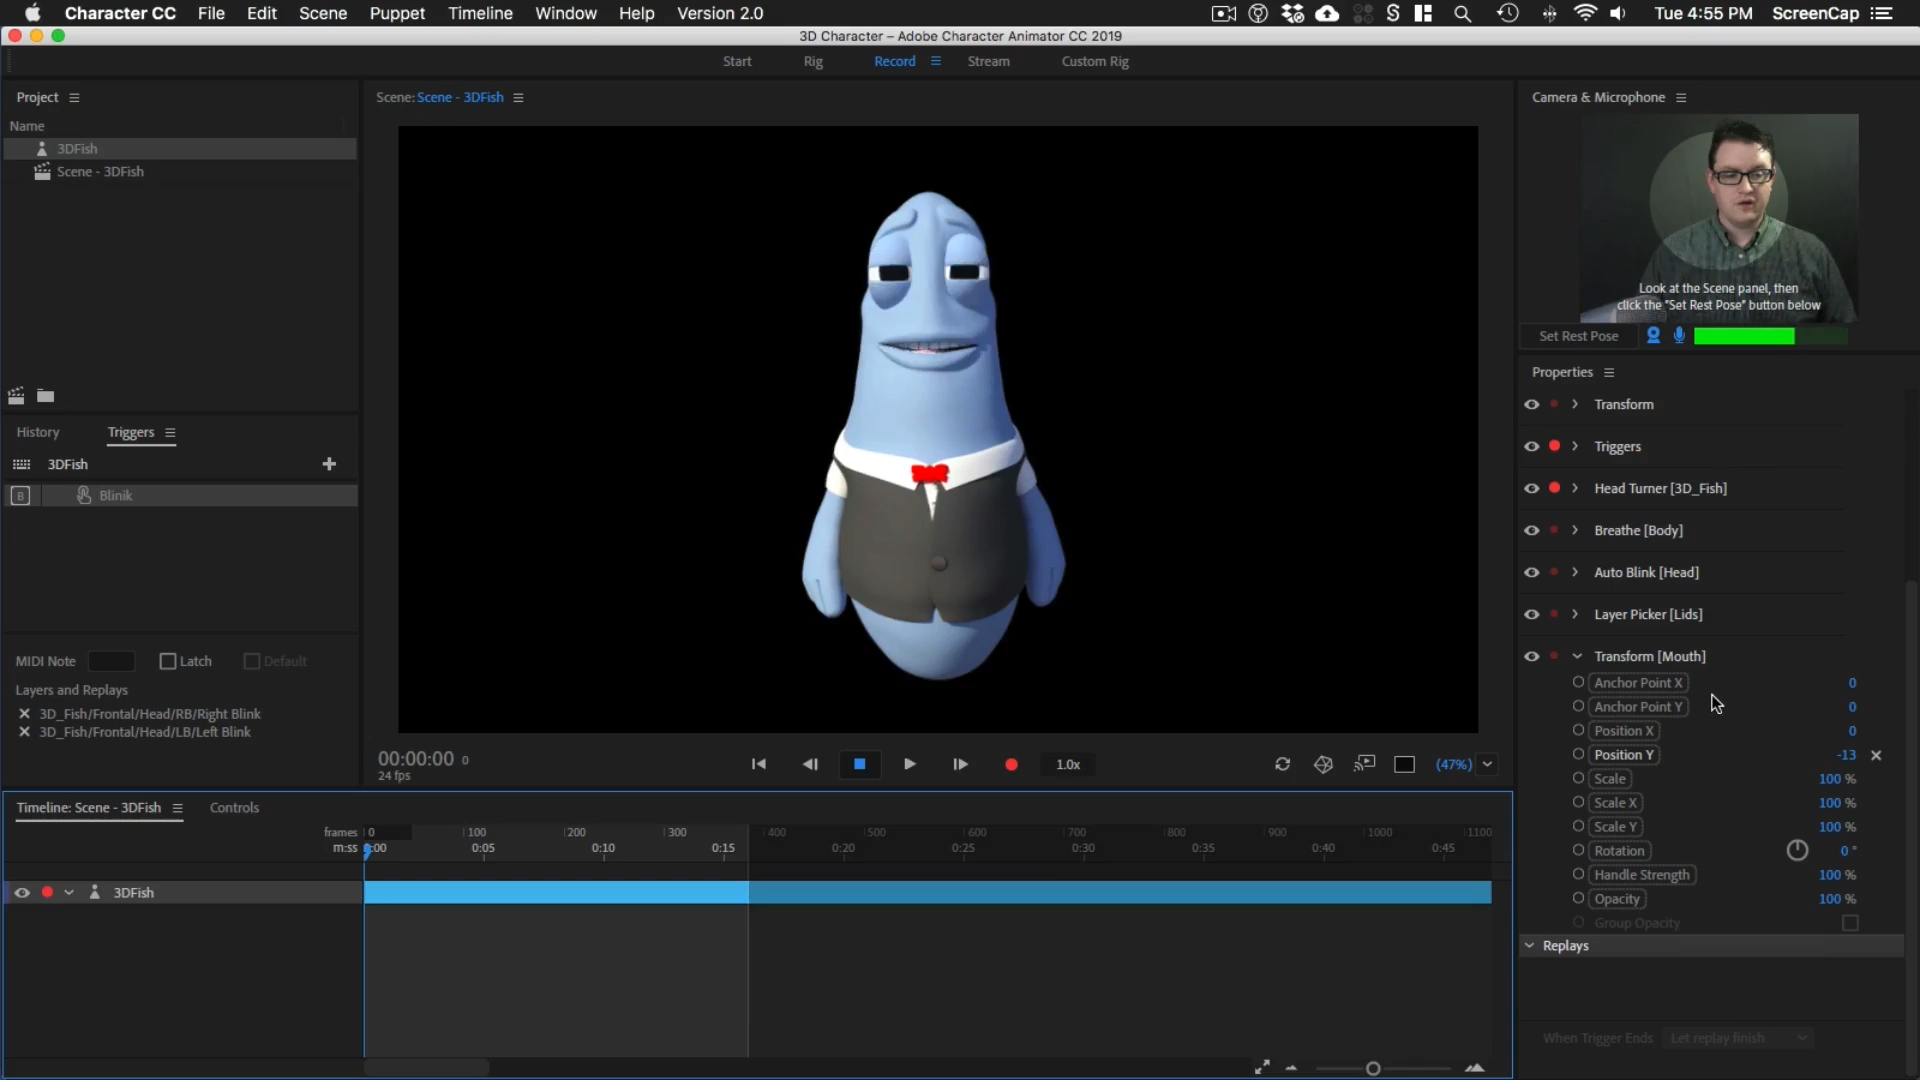 Character CC File Edit Scene Puppet Timeline Window Help Version 2.0 Tue 4:55 PM ScreenCap
3D Character – Adobe Character Animator CC 2019
Start Rig Record Stream Custom Rig
Project
Scene: Scene - 3DFish
Camera & Microphone
Name
3DFish
Scene - 3DFish
Look at the Scene panel, then
click the "Set Rest Pose" button below
Set Rest Pose
Properties
Transform
Triggers
Head Turner [3D_Fish]
Breathe [Body]
Auto Blink [Head]
Layer Picker [Lids]
Transform [Mouth]
Anchor Point X 0
Anchor Point Y 0
Position X 0
Position Y -13
Scale 100 %
Scale X 100 %
Scale Y 100 %
Rotation 0 °
Handle Strength 100 %
Opacity 100 %
Group Opacity
Replays
When Trigger Ends Let replay finish
History Triggers
3DFish
B Blinik
MIDI Note Latch Default
Layers and Replays
3D_Fish/Frontal/Head/RB/Right Blink
3D_Fish/Frontal/Head/LB/Left Blink
00:00:00 0
24 fps
1.0x
(47%)
Timeline: Scene - 3DFish Controls
frames 0 100 200 300 400 500 600 700 800 900 1000 1100
m:ss 0:00 0:05 0:10 0:15 0:20 0:25 0:30 0:35 0:40 0:45
3DFish